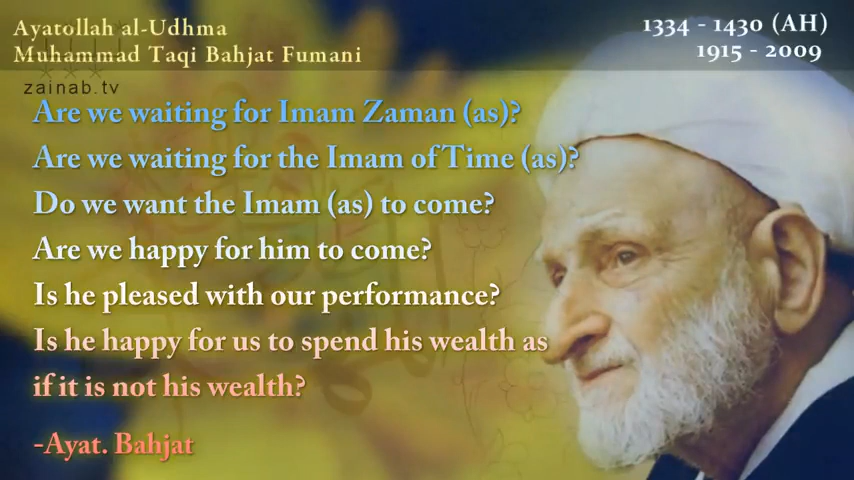 Ayatollah al-Udhma
Muhammad Taqi Bahjat Fumani
1334 - 1430 (AH)
1915 - 2009
zainab.tv
Are we waiting for Imam Zaman (as)?
Are we waiting for the Imam of Time (as)?
Do we want the Imam (as) to come?
Are we happy for him to come?
Is he pleased with our performance?
Is he happy for us to spend his wealth as
if it is not his wealth?
-Ayat. Bahjat